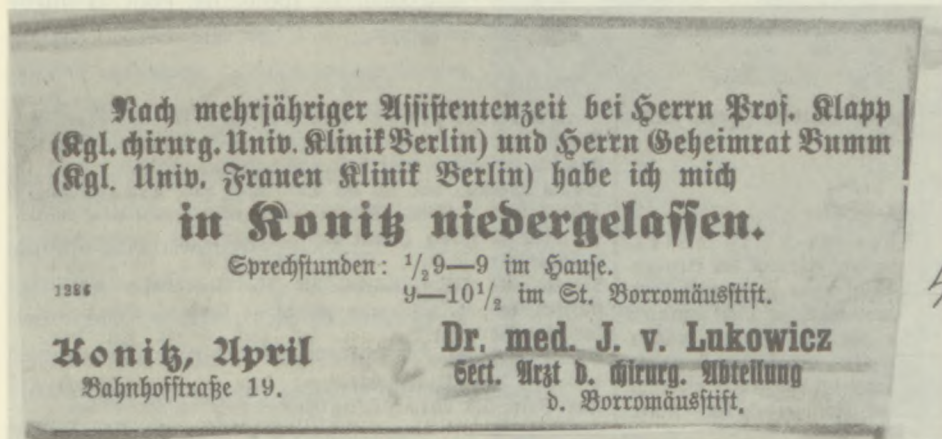 Nach mehrjähriger Assistentenzeit bei Herrn Prof. Klapp
(Kgl. chirurg. Univ. Klinik Berlin) und Herrn Geheimrat Bumm
(Kgl. Univ. Frauen Klinik Berlin) habe ich mich
in Konitz niedergelassen.
Sprechstunden: ½9—9 im Hause.
1386
9—10½ im St. Borromäusstift.
Konitz, April
Bahnhofstraße 19.
Dr. med. J. v. Lukowicz
Sect. Arzt d. chirurg. Abteilung
d. Borromäusstift.